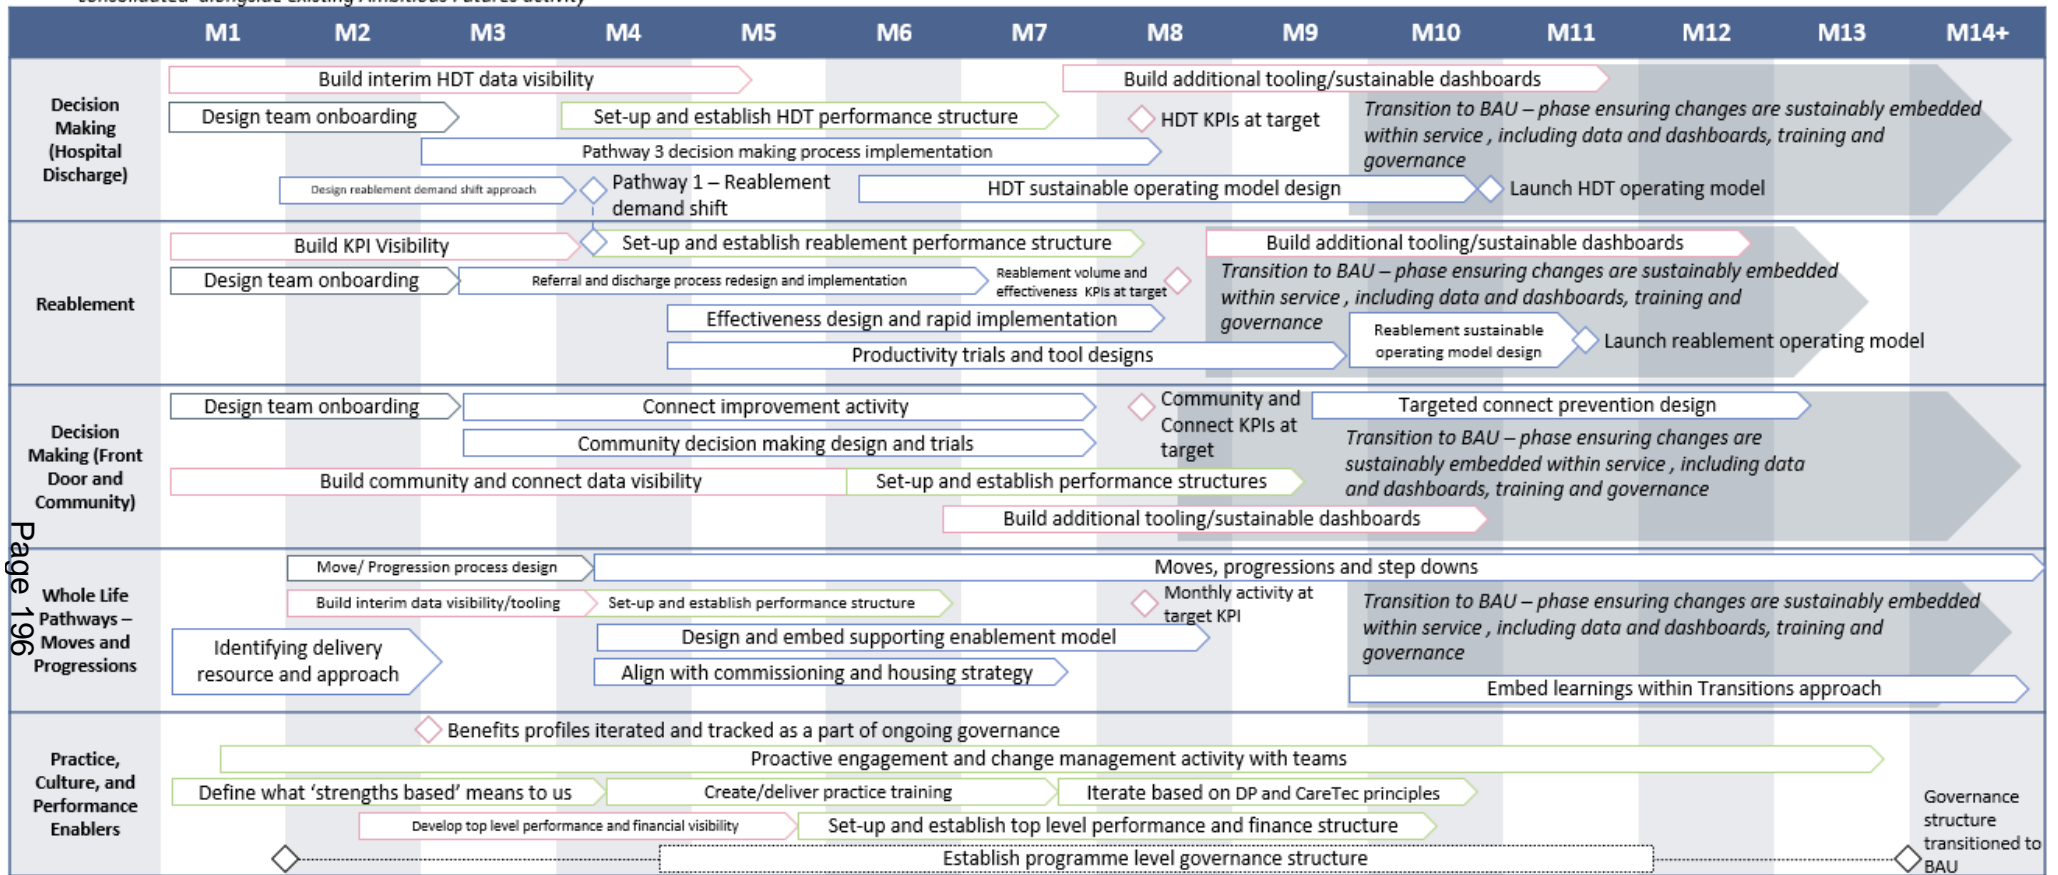 consolidated alongside existing Ambitious Futures activity
M1 M2 M3 M4 M5 M6 M7 M8 M9 M10 M11 M12 M13 M14+
Decision
Making
(Hospital
Discharge)
Build interim HDT data visibility
Build additional tooling/sustainable dashboards
Design team onboarding
Set-up and establish HDT performance structure
HDT KPIs at target
Transition to BAU – phase ensuring changes are sustainably embedded
within service , including data and dashboards, training and
governance
Pathway 3 decision making process implementation
Design reablement demand shift approach
Pathway 1 – Reablement
demand shift
HDT sustainable operating model design
Launch HDT operating model
Reablement
Build KPI Visibility
Set-up and establish reablement performance structure
Build additional tooling/sustainable dashboards
Design team onboarding
Referral and discharge process redesign and implementation
Reablement volume and
effectiveness KPIs at target
Transition to BAU – phase ensuring changes are sustainably embedded
within service , including data and dashboards, training and
governance
Effectiveness design and rapid implementation
Reablement sustainable
operating model design
Launch reablement operating model
Productivity trials and tool designs
Decision
Making (Front
Door and
Community)
Design team onboarding
Connect improvement activity
Community and
Connect KPIs at
target
Targeted connect prevention design
Community decision making design and trials
Transition to BAU – phase ensuring changes are
sustainably embedded within service , including data
and dashboards, training and governance
Build community and connect data visibility
Set-up and establish performance structures
Build additional tooling/sustainable dashboards
Page 196
Whole Life
Pathways –
Moves and
Progressions
Move/ Progression process design
Moves, progressions and step downs
Build interim data visibility/tooling
Set-up and establish performance structure
Monthly activity at
target KPI
Transition to BAU – phase ensuring changes are sustainably embedded
within service , including data and dashboards, training and
governance
Identifying delivery
resource and approach
Design and embed supporting enablement model
Align with commissioning and housing strategy
Embed learnings within Transitions approach
Practice,
Culture, and
Performance
Enablers
Benefits profiles iterated and tracked as a part of ongoing governance
Proactive engagement and change management activity with teams
Define what ‘strengths based’ means to us
Create/deliver practice training
Iterate based on DP and CareTec principles
Develop top level performance and financial visibility
Set-up and establish top level performance and finance structure
Establish programme level governance structure
Governance
structure
transitioned to
BAU